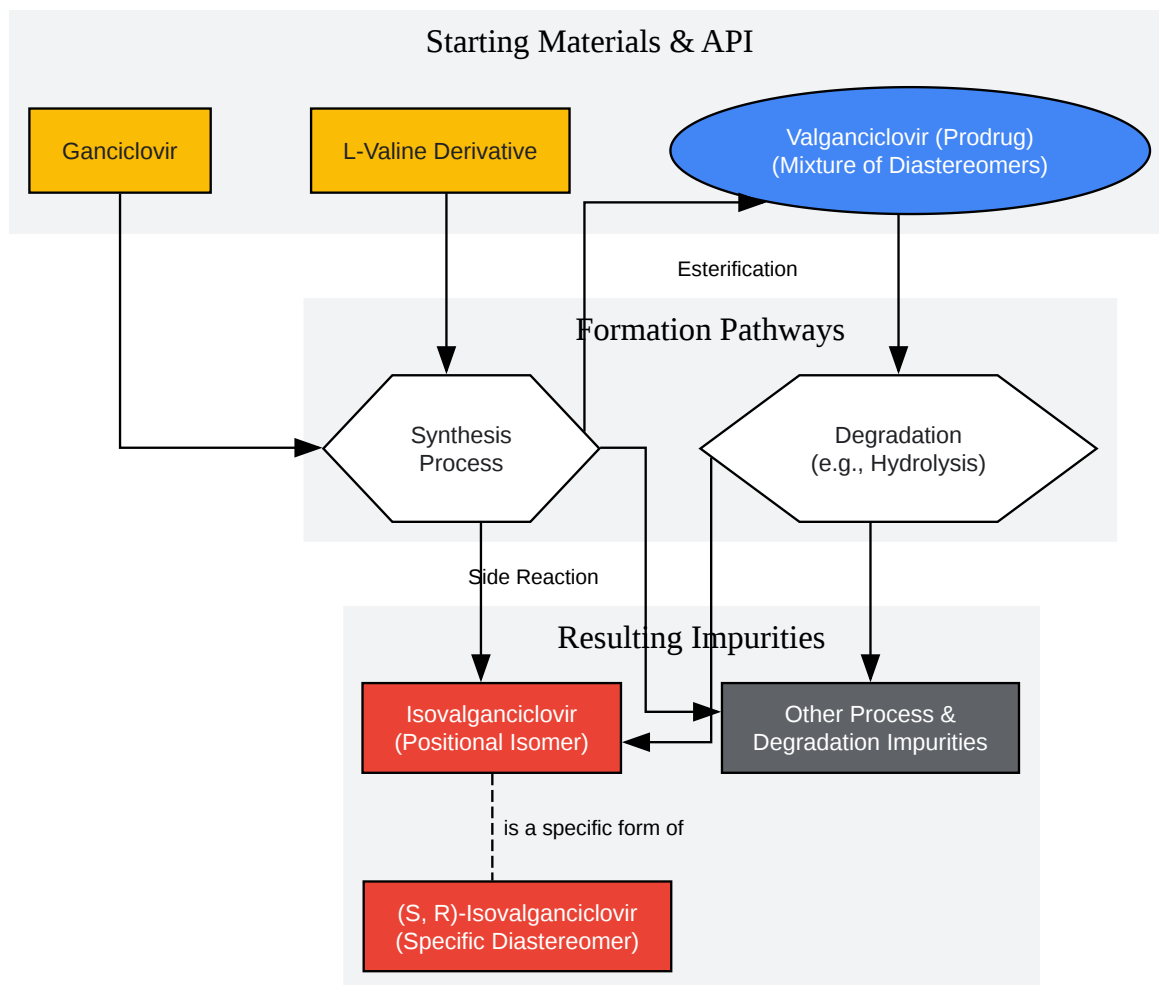 Starting Materials & API
Ganciclovir
L-Valine Derivative
Valganciclovir (Prodrug)
(Mixture of Diastereomers)
Esterification
Formation Pathways
Synthesis
Process
Degradation
(e.g., Hydrolysis)
Side Reaction
Resulting Impurities
Isovalganciclovir
(Positional Isomer)
Other Process &
Degradation Impurities
is a specific form of
(S, R)-Isovalganciclovir
(Specific Diastereomer)